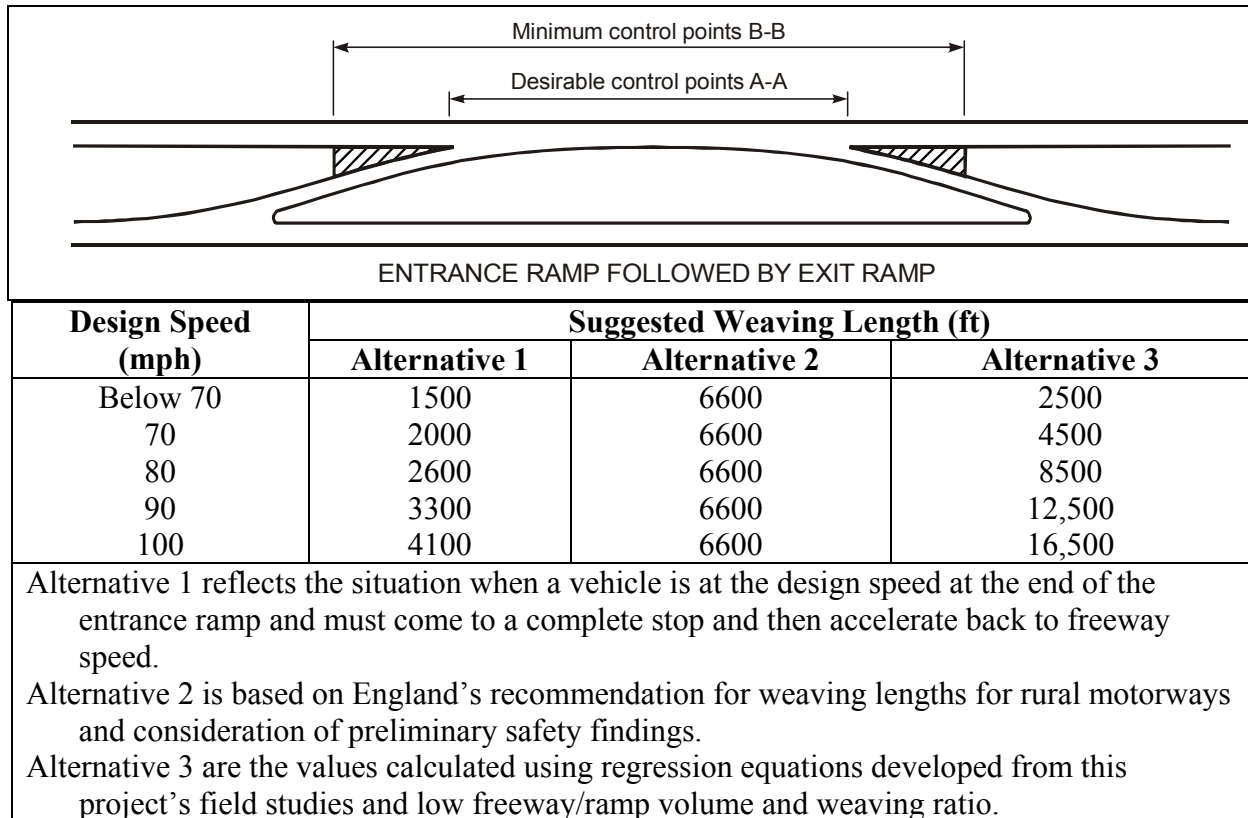 Minimum control points B-B
Desirable control points A-A
ENTRANCE RAMP FOLLOWED BY EXIT RAMP
Design Speed Suggested Weaving Length (ft)
(mph) Alternative 1 Alternative 2 Alternative 3
Below 70 1500 6600 2500
70 2000 6600 4500
80 2600 6600 8500
90 3300 6600 12,500
100 4100 6600 16,500
Alternative 1 reflects the situation when a vehicle is at the design speed at the end of the
entrance ramp and must come to a complete stop and then accelerate back to freeway
speed.
Alternative 2 is based on England’s recommendation for weaving lengths for rural motorways
and consideration of preliminary safety findings.
Alternative 3 are the values calculated using regression equations developed from this
project’s field studies and low freeway/ramp volume and weaving ratio.